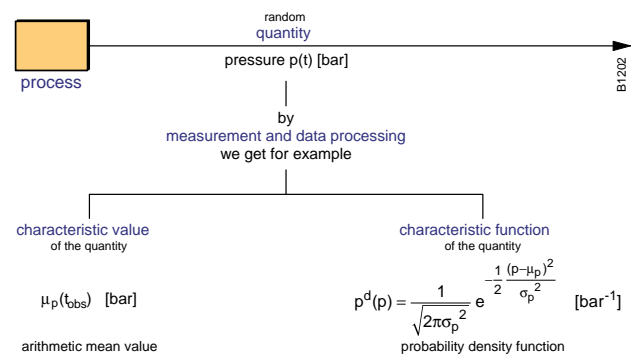 random
quantity
process
pressure p(t) [bar]
B1202
by
measurement and data processing
we get for example
characteristic value
of the quantity
μp(tobs) [bar]
arithmetic mean value
characteristic function
of the quantity
p^d(p) = 1/√(2πσp²) e^(-1/2 (p-μp)²/σp²) [bar⁻¹]
probability density function